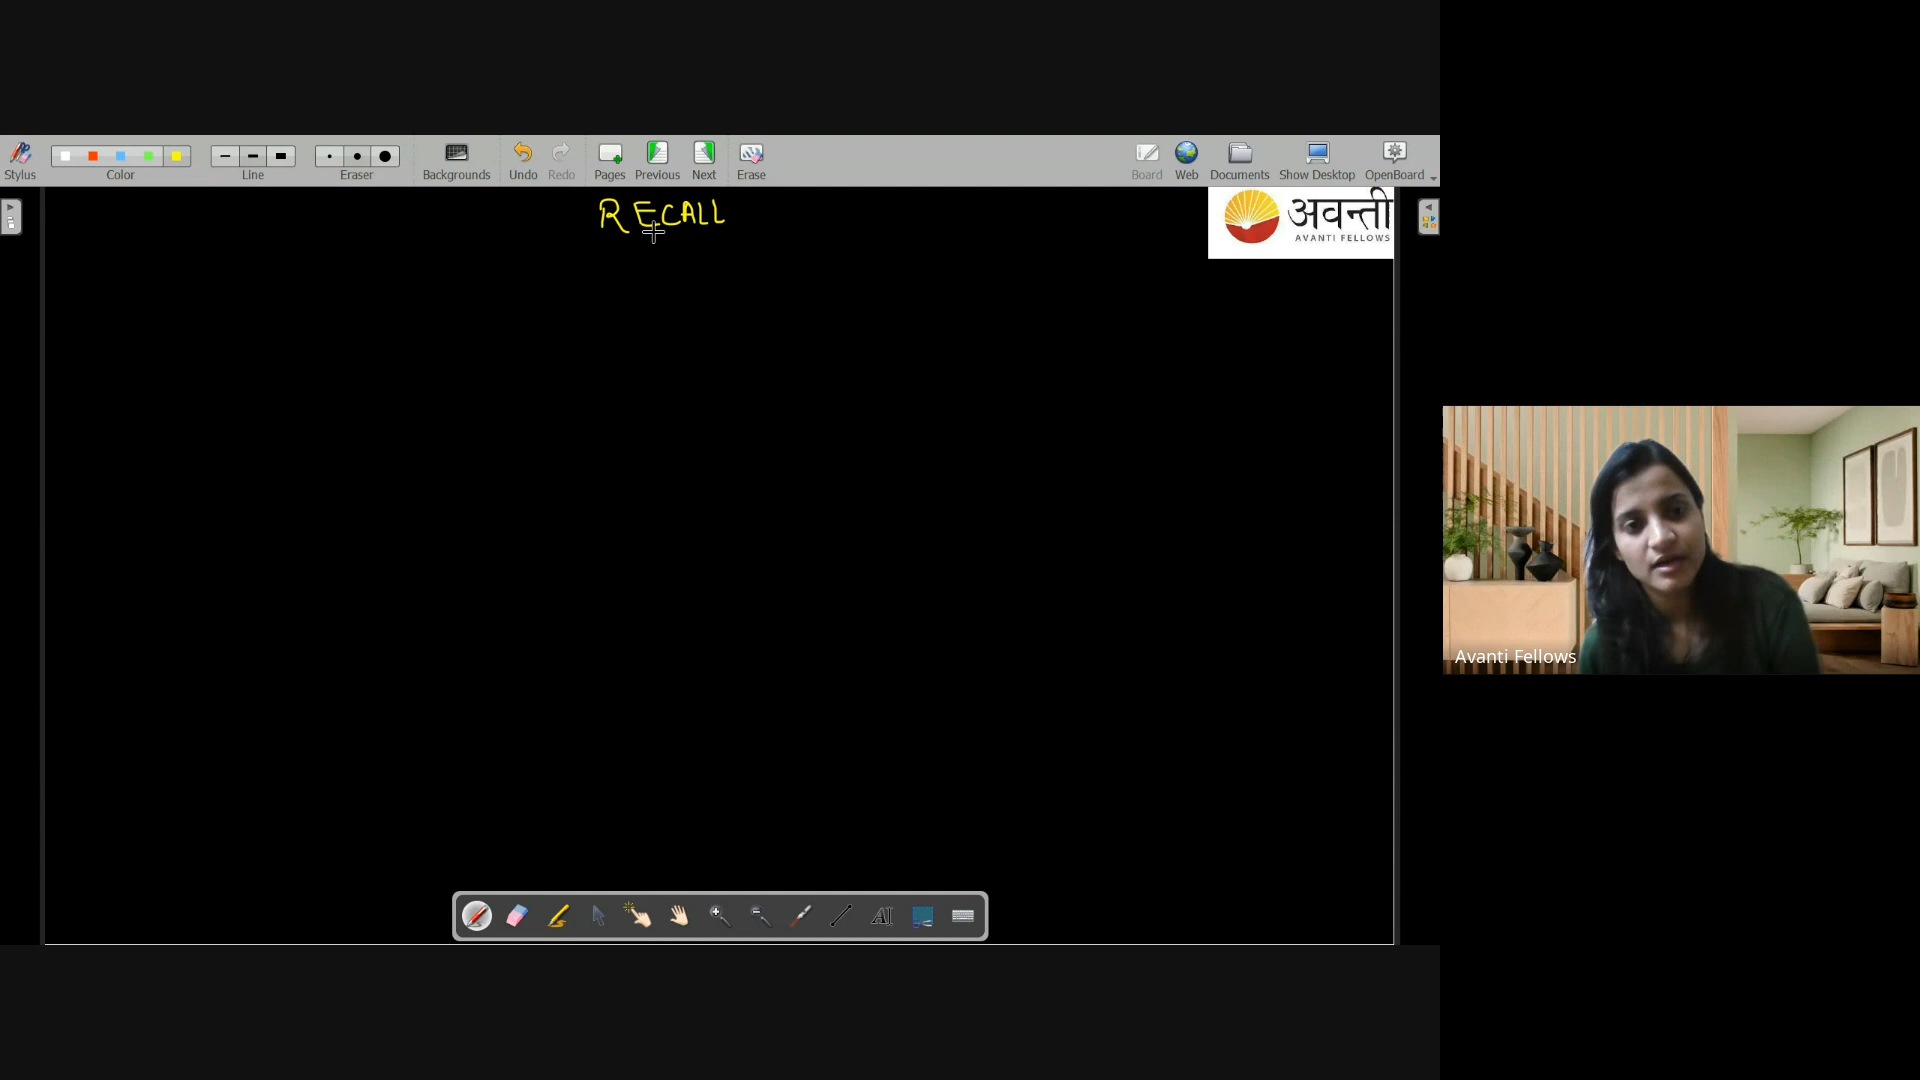 Stylus Color Line Eraser Backgrounds Undo Redo Pages Previous Next Erase Board Web Documents Show Desktop OpenBoard
RECALL
अवन्ती
AVANTI FELLOWS
Avanti Fellows
AI